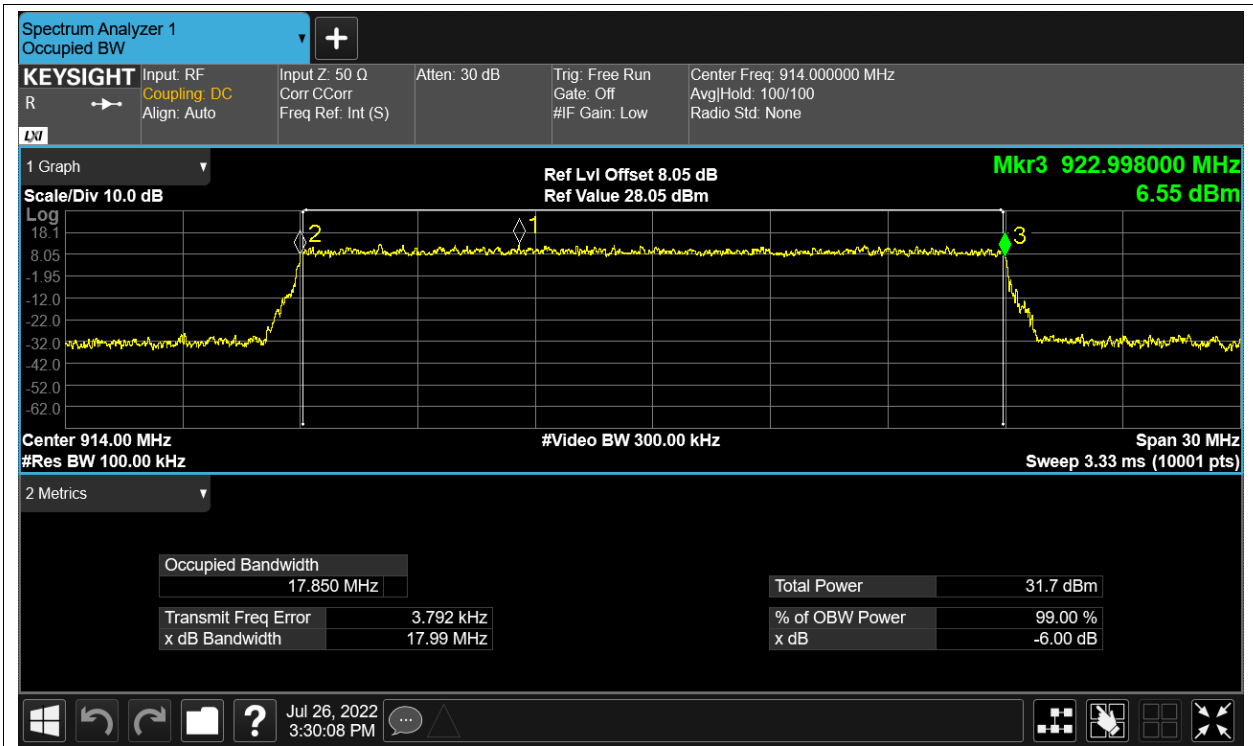 Spectrum Analyzer 1
Occupied BW
KEYSIGHT
R
LXI
Input: RF
Coupling: DC
Align: Auto
Input Z: 50 Ω
Corr CCorr
Freq Ref: Int (S)
Atten: 30 dB
Trig: Free Run
Gate: Off
#IF Gain: Low
Center Freq: 914.000000 MHz
Avg|Hold: 100/100
Radio Std: None
1 Graph
Scale/Div 10.0 dB
Ref Lvl Offset 8.05 dB
Ref Value 28.05 dBm
Mkr3 922.998000 MHz
6.55 dBm
Log
18.1
8.05
-1.95
-12.0
-22.0
-32.0
-42.0
-52.0
-62.0
2
1
3
Center 914.00 MHz
#Res BW 100.00 kHz
#Video BW 300.00 kHz
Span 30 MHz
Sweep 3.33 ms (10001 pts)
2 Metrics
Occupied Bandwidth
17.850 MHz
Transmit Freq Error 3.792 kHz
x dB Bandwidth 17.99 MHz
Total Power 31.7 dBm
% of OBW Power 99.00 %
x dB -6.00 dB
?
Jul 26, 2022
3:30:08 PM